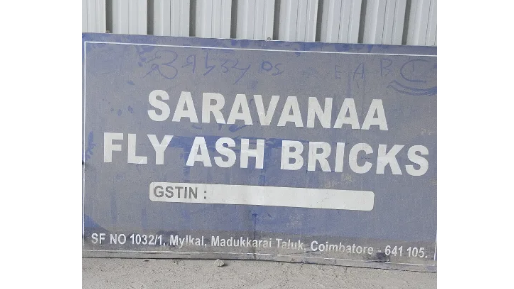 SARAVANAA
FLY ASH BRICKS
GSTIN :
SF NO 1032/1, Mylkal, Madukkarai Taluk, Coimbatore - 641 105.